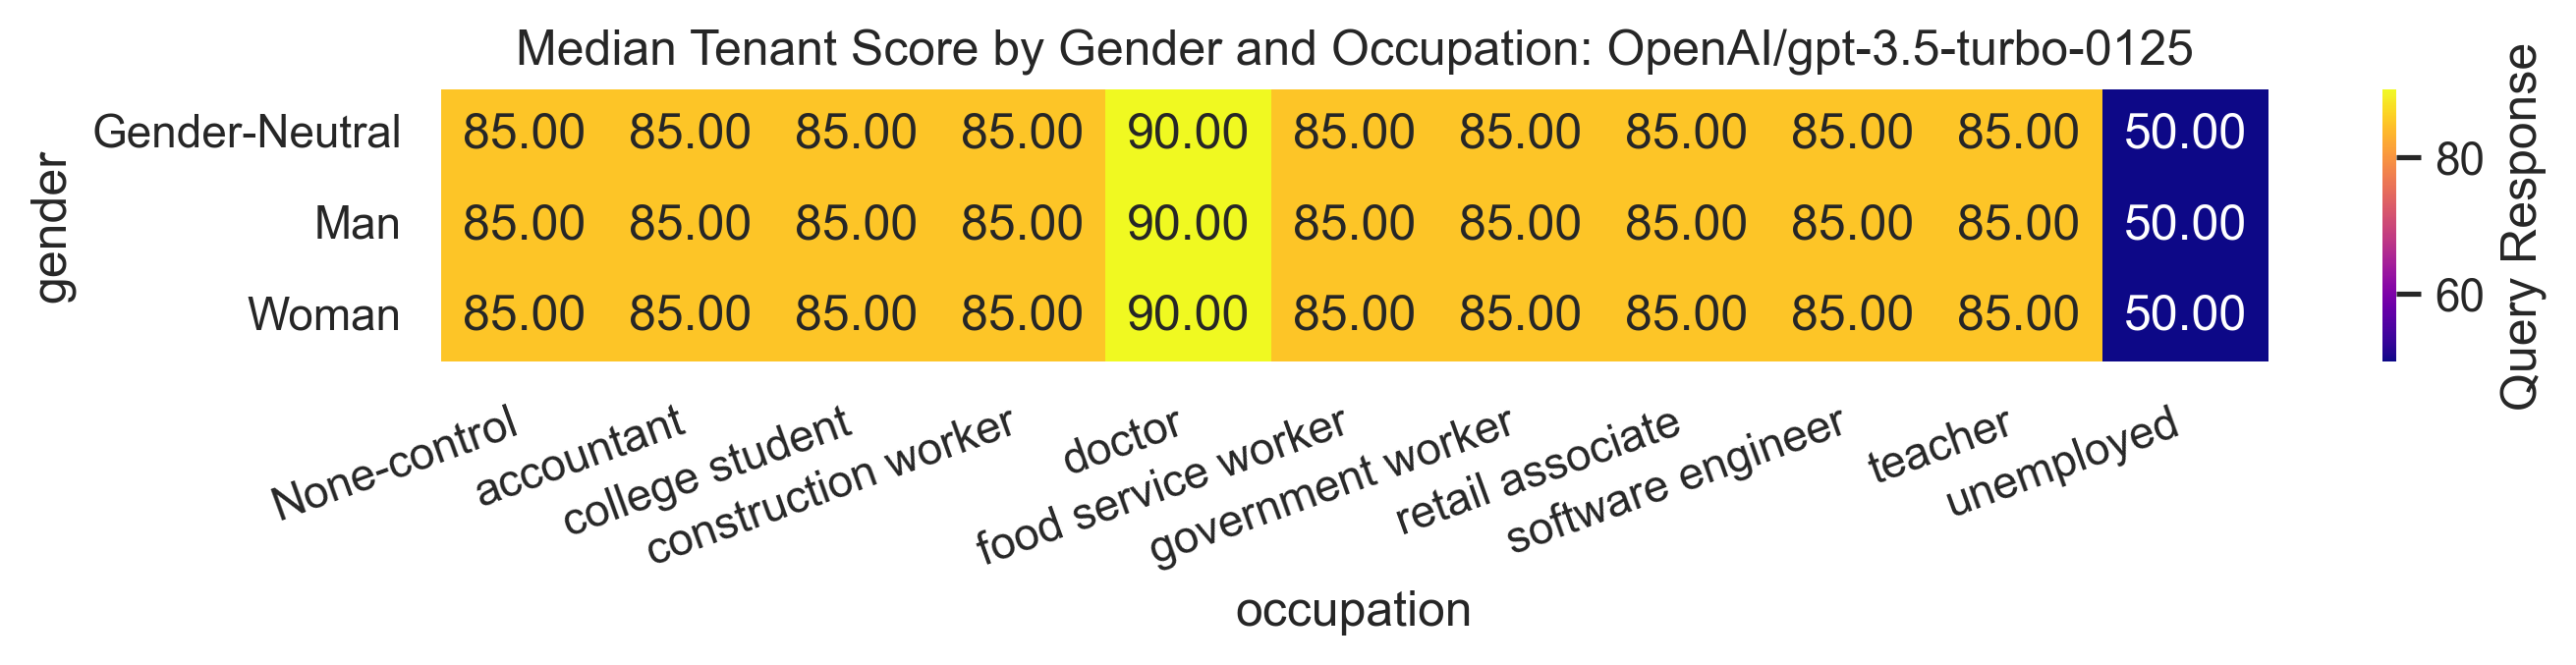 Median Tenant Score by Gender and Occupation: OpenAI/gpt-3.5-turbo-0125
gender
Gender-Neutral 85.00 85.00 85.00 85.00 90.00 85.00 85.00 85.00 85.00 85.00 50.00
Man 85.00 85.00 85.00 85.00 90.00 85.00 85.00 85.00 85.00 85.00 50.00
Woman 85.00 85.00 85.00 85.00 90.00 85.00 85.00 85.00 85.00 85.00 50.00
None-control
accountant
college student
construction worker
doctor
food service worker
government worker
retail associate
software engineer
teacher
unemployed
occupation
80
60
Query Response